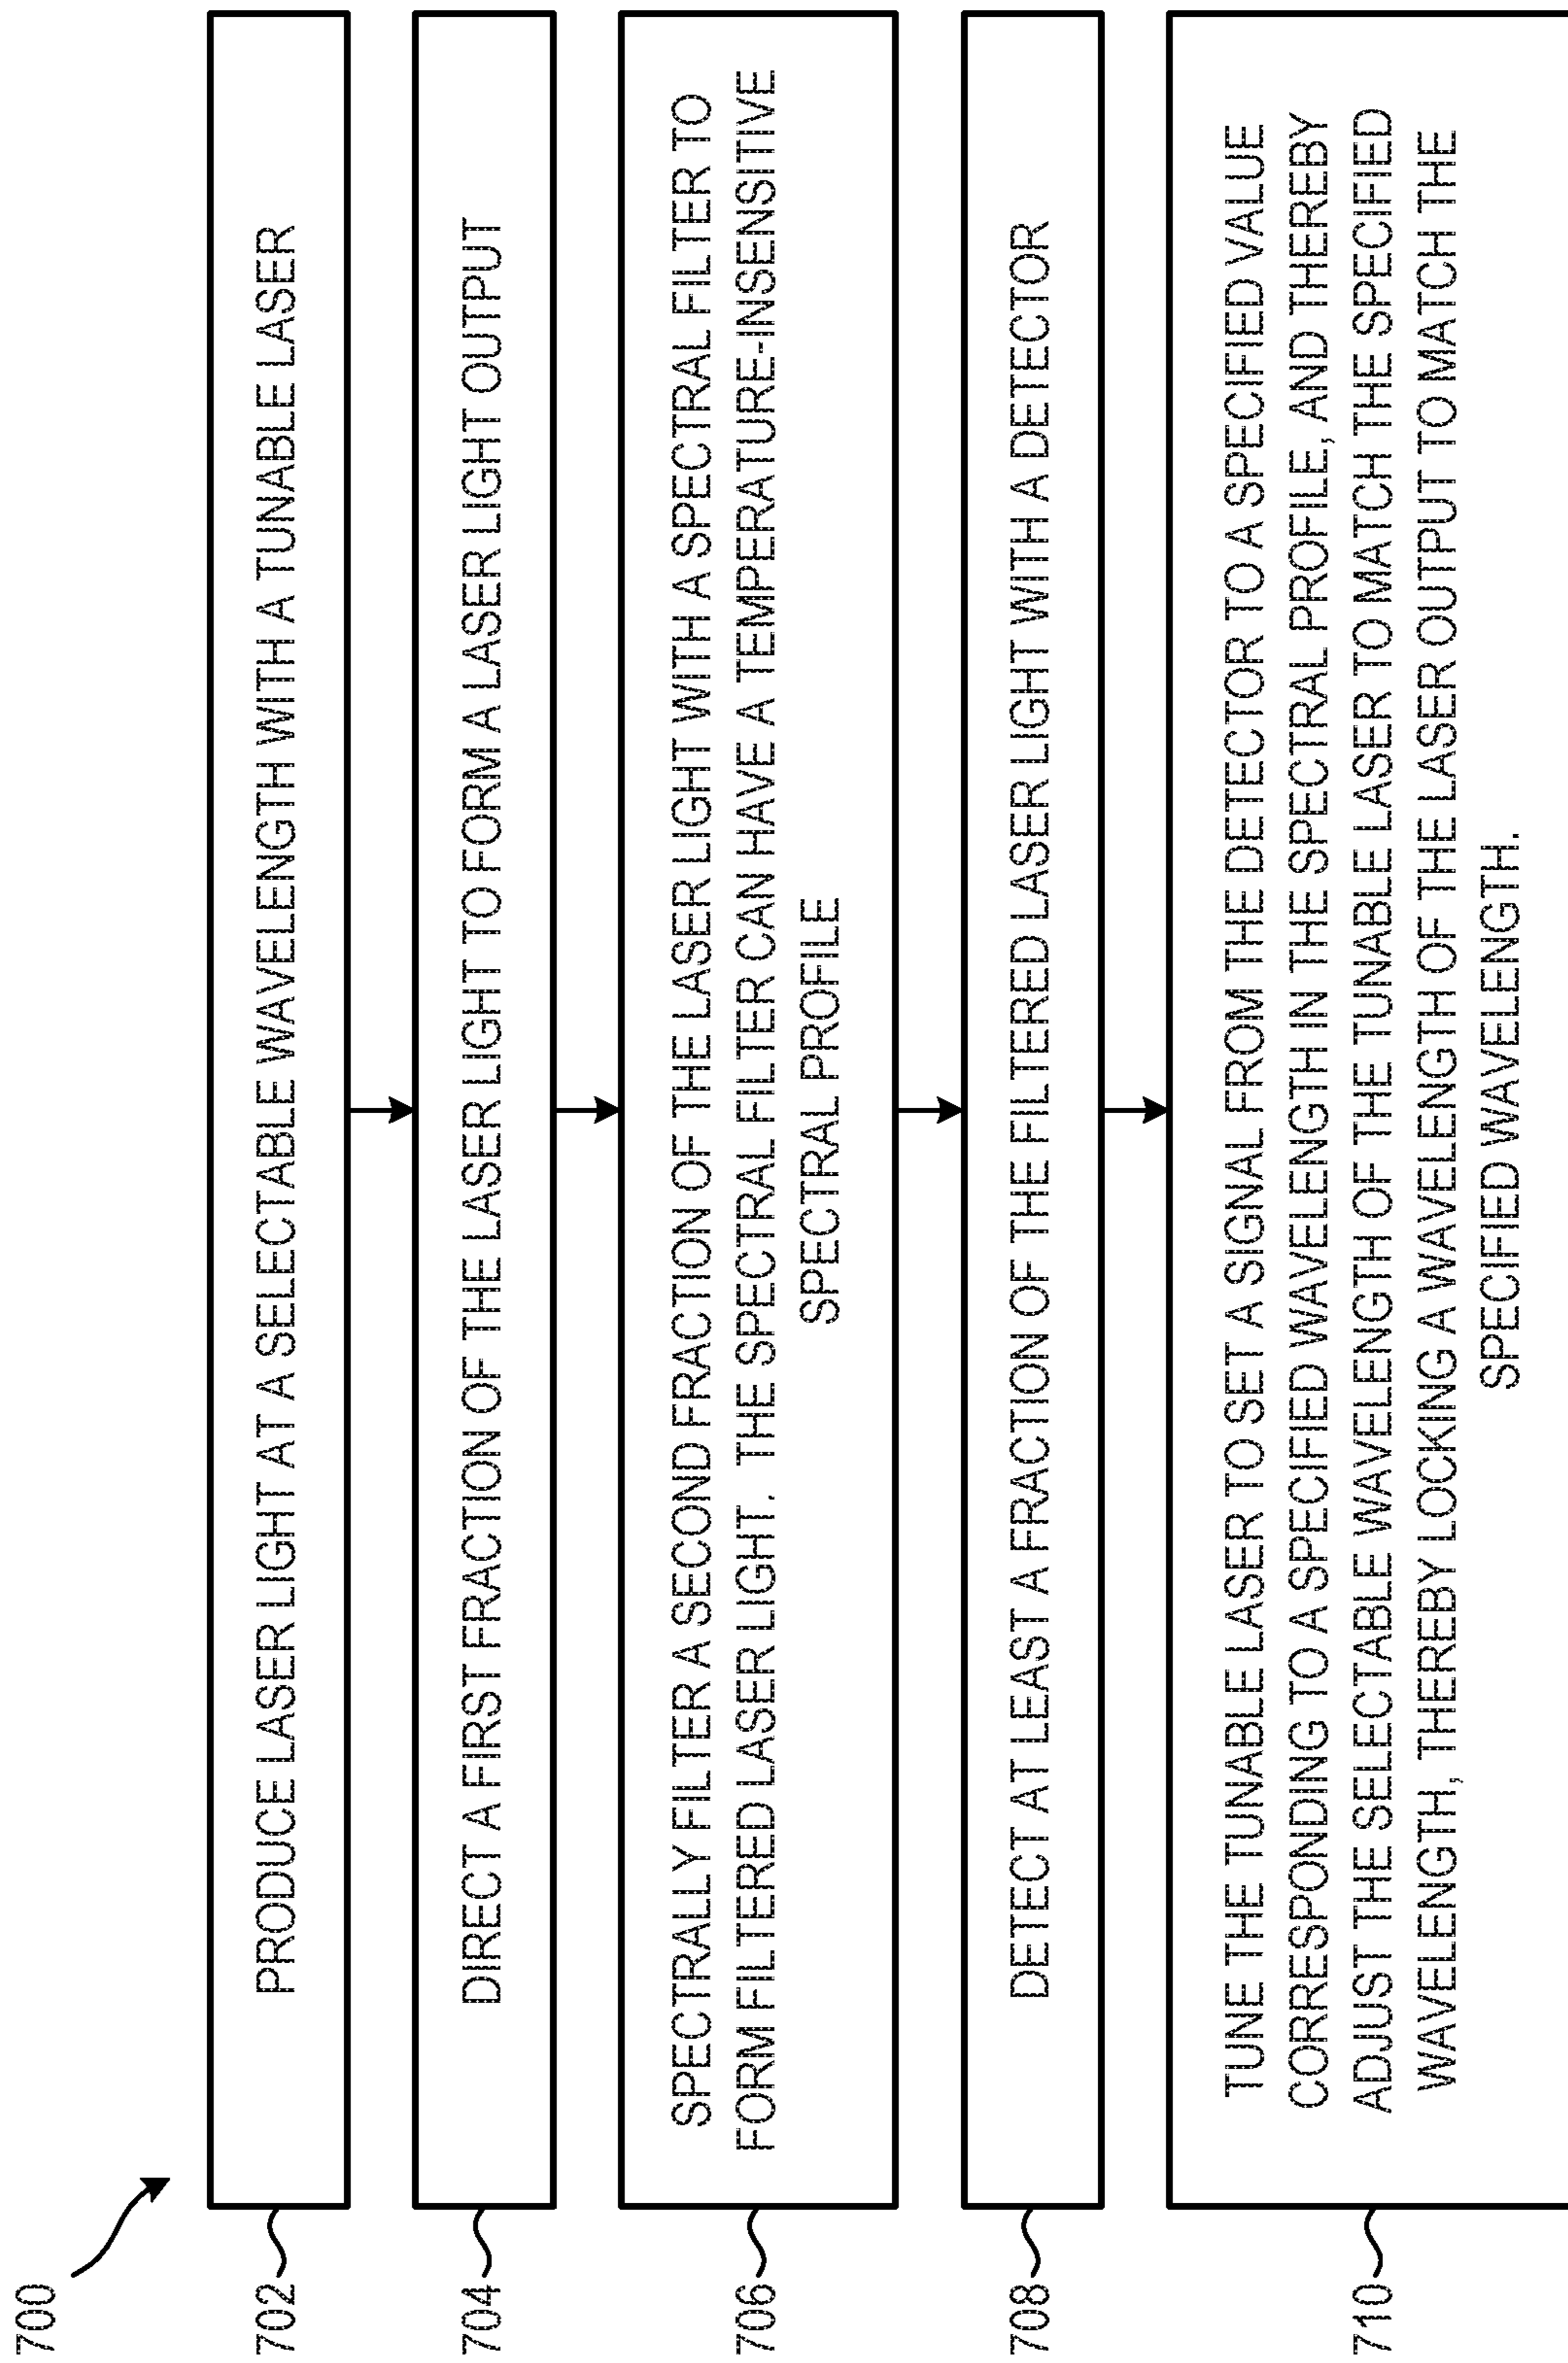 700
702
PRODUCE LASER LIGHT AT A SELECTABLE WAVELENGTH WITH A TUNABLE LASER
704
DIRECT A FIRST FRACTION OF THE LASER LIGHT TO FORM A LASER LIGHT OUTPUT
706
SPECTRALLY FILTER A SECOND FRACTION OF THE LASER LIGHT WITH A SPECTRAL FILTER TO
FORM FILTERED LASER LIGHT. THE SPECTRAL FILTER CAN HAVE A TEMPERATURE-INSENSITIVE
SPECTRAL PROFILE
708
DETECT AT LEAST A FRACTION OF THE FILTERED LASER LIGHT WITH A DETECTOR
710
TUNE THE TUNABLE LASER TO SET A SIGNAL FROM THE DETECTOR TO A SPECIFIED VALUE
CORRESPONDING TO A SPECIFIED WAVELENGTH IN THE SPECTRAL PROFILE, AND THEREBY
ADJUST THE SELECTABLE WAVELENGTH OF THE TUNABLE LASER TO MATCH THE SPECIFIED
WAVELENGTH, THEREBY LOCKING A WAVELENGTH OF THE LASER OUTPUT TO MATCH THE
SPECIFIED WAVELENGTH.